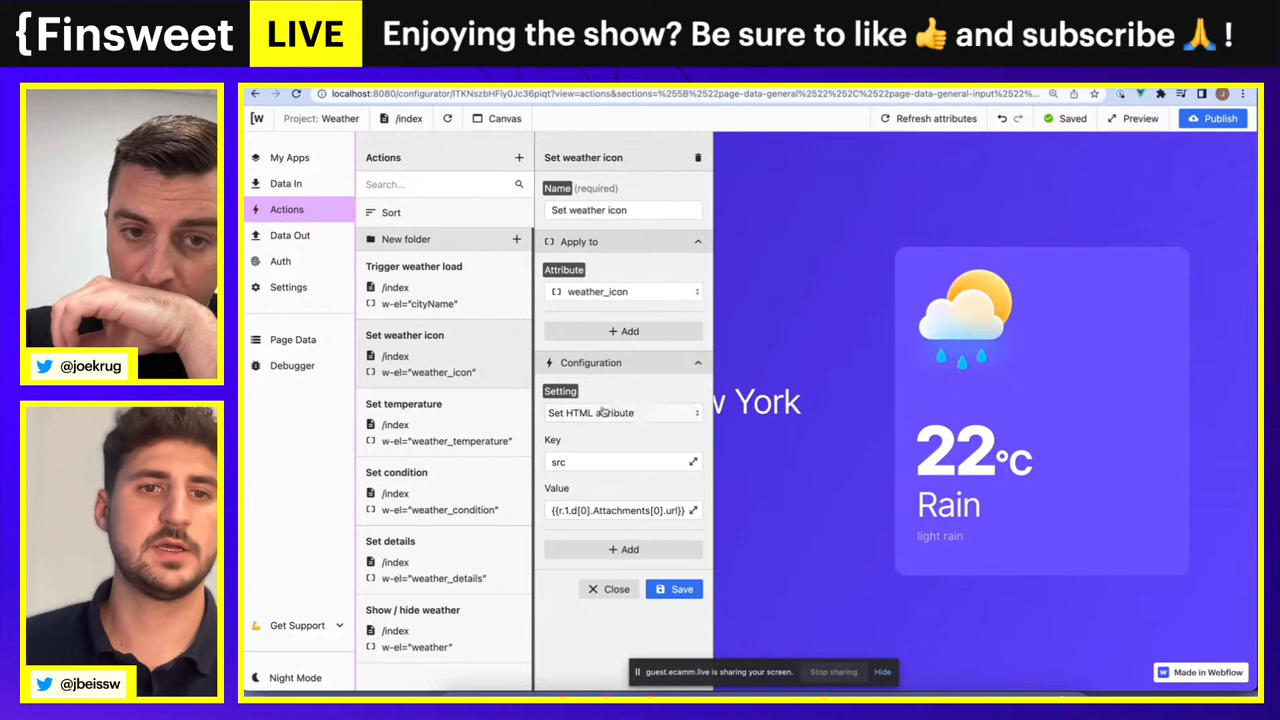 {Finsweet LIVE Enjoying the show? Be sure to like 👍 and subscribe 🙏 !
localhost:8080/configurator/ITKNszbHFly0Jc36piqt?view=actions&sections=%255B%2522page-data-general%2522%252C%2522page-data-general-input%2522%...
Project: Weather
/index
Canvas
Refresh attributes
Saved
Preview
Publish
My Apps
Data In
Actions
Data Out
Auth
Settings
Page Data
Debugger
Get Support
Night Mode
Actions
Search...
Sort
New folder
Trigger weather load
/index
w-el="cityName"
Set weather icon
/index
w-el="weather_icon"
Set temperature
/index
w-el="weather_temperature"
Set condition
/index
w-el="weather_condition"
Set details
/index
w-el="weather_details"
Show / hide weather
/index
w-el="weather"
Set weather icon
Name (required)
Set weather icon
Apply to
Attribute
weather_icon
+ Add
Configuration
Setting
Set HTML attribute
Key
src
Value
{{r.1.d[0].Attachments[0].url}}
+ Add
Close
Save
w York
22°C
Rain
light rain
guest.ecamm.live is sharing your screen.
Stop sharing
Hide
Made in Webflow
@joekrug
@jbeissw